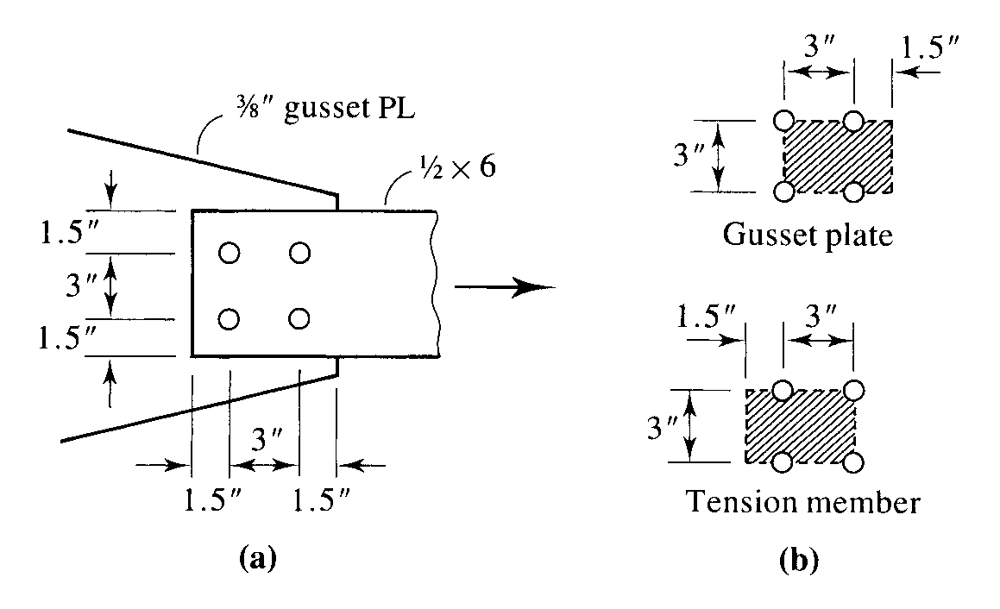 ⅜″ gusset PL
½ × 6
1.5″
3″
1.5″
3″
1.5″
1.5″
(a)
3″
1.5″
3″
Gusset plate
1.5″
3″
3″
Tension member
(b)